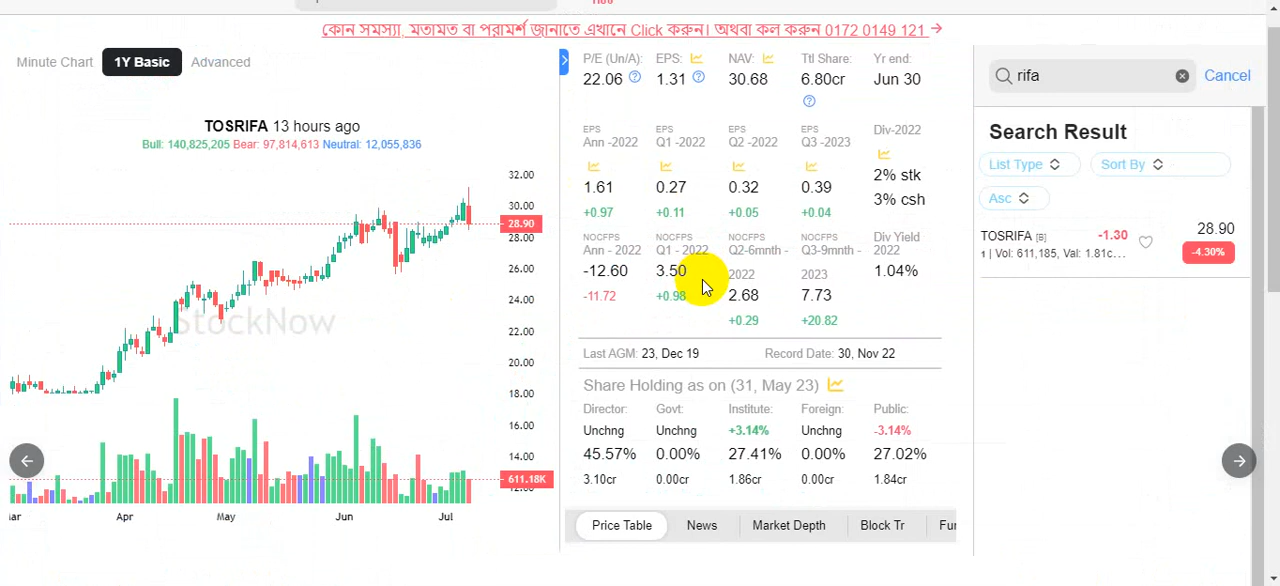 কোন সমস্যা, মতামত বা পরামর্শ জানাতে এখানে Click করুন। অথবা কল করুন 0172 0149 121 →
Minute Chart 1Y Basic Advanced
TOSRIFA 13 hours ago
Bull: 140,825,205 Bear: 97,814,613 Neutral: 12,055,836
32.00
30.00
28.90
28.00
26.00
24.00
StockNow
22.00
20.00
18.00
16.00
14.00
611.18K
Apr May Jun Jul
P/E (Un/A): EPS: NAV: Ttl Share: Yr end:
22.06 1.31 30.68 6.80cr Jun 30
EPS EPS EPS EPS Div-2022
Ann -2022 Q1 -2022 Q2 -2022 Q3 -2023
2% stk
1.61 0.27 0.32 0.39
3% csh
+0.97 +0.11 +0.05 +0.04
NOCFPS NOCFPS NOCFPS NOCFPS Div Yield
Ann - 2022 Q1 - 2022 Q2-6mnth - Q3-9mnth - 2022
-12.60 3.50 2022 2023 1.04%
-11.72 +0.98 2.68 7.73
+0.29 +20.82
Last AGM: 23, Dec 19 Record Date: 30, Nov 22
Share Holding as on (31, May 23)
Director: Govt: Institute: Foreign: Public:
Unchng Unchng +3.14% Unchng -3.14%
45.57% 0.00% 27.41% 0.00% 27.02%
3.10cr 0.00cr 1.86cr 0.00cr 1.84cr
Price Table News Market Depth Block Tr Fur
rifa Cancel
Search Result
List Type Sort By
Asc
TOSRIFA [B] -1.30 28.90
1 | Vol: 611,185, Val: 1.81c... -4.30%